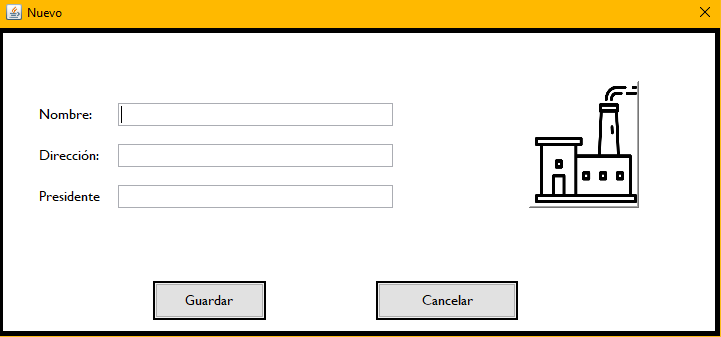 Nuevo
Nombre:
Dirección:
Presidente
Guardar
Cancelar